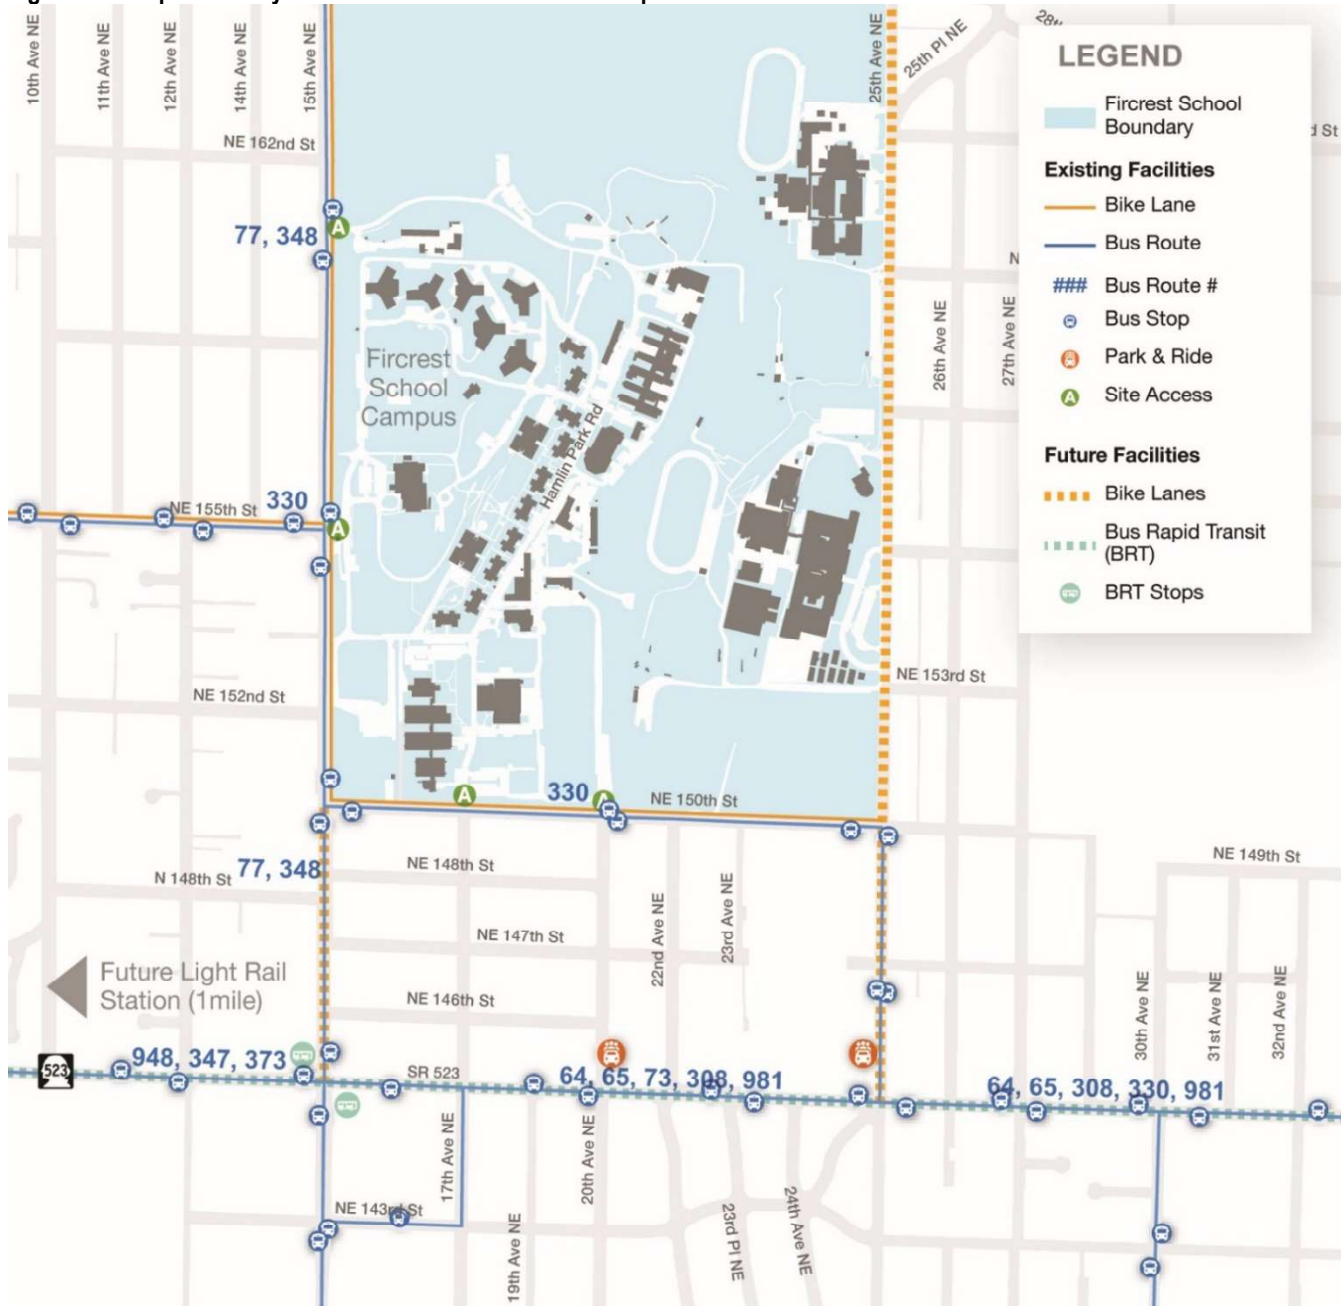 10th Ave NE
11th Ave NE
12th Ave NE
14th Ave NE
15th Ave NE
25th Ave NE
25th Pl NE
LEGEND
Fircrest School
Boundary
Existing Facilities
Bike Lane
Bus Route
### Bus Route #
Bus Stop
Park & Ride
A Site Access
Future Facilities
Bike Lanes
Bus Rapid Transit
(BRT)
BRT Stops
d St
N
NE 162nd St
77, 348
A
Fircrest
School
Campus
Hamlin Park Rd
26th Ave NE
27th Ave NE
NE 155th St
330
A
NE 152nd St
NE 153rd St
A
330
A
NE 150th St
77, 348
N 148th St
NE 148th St
NE 149th St
NE 147th St
22nd Ave NE
23rd Ave NE
Future Light Rail
Station (1mile)
NE 146th St
30th Ave NE
31st Ave NE
32nd Ave NE
523
948, 347, 373
SR 523
64, 65, 73, 308, 981
64, 65, 308, 330, 981
17th Ave NE
20th Ave NE
NE 143rd St
19th Ave NE
23rd Pl NE
24th Ave NE